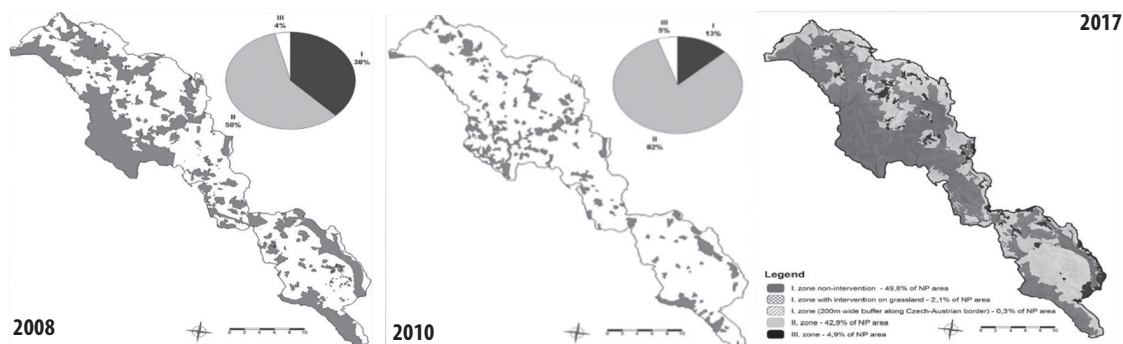 III
4%
I
38%
II
58%
2008
III
5%
I
13%
II
82%
2010
2017
Legend
I. zone non-intervention - 49,8% of NP area
I. zone with intervention on grassland - 2,1% of NP area
I. zone (200m wide buffer along Czech-Austrian border) - 0,3% of NP area
II. zone - 42,9% of NP area
III. zone - 4,9% of NP area